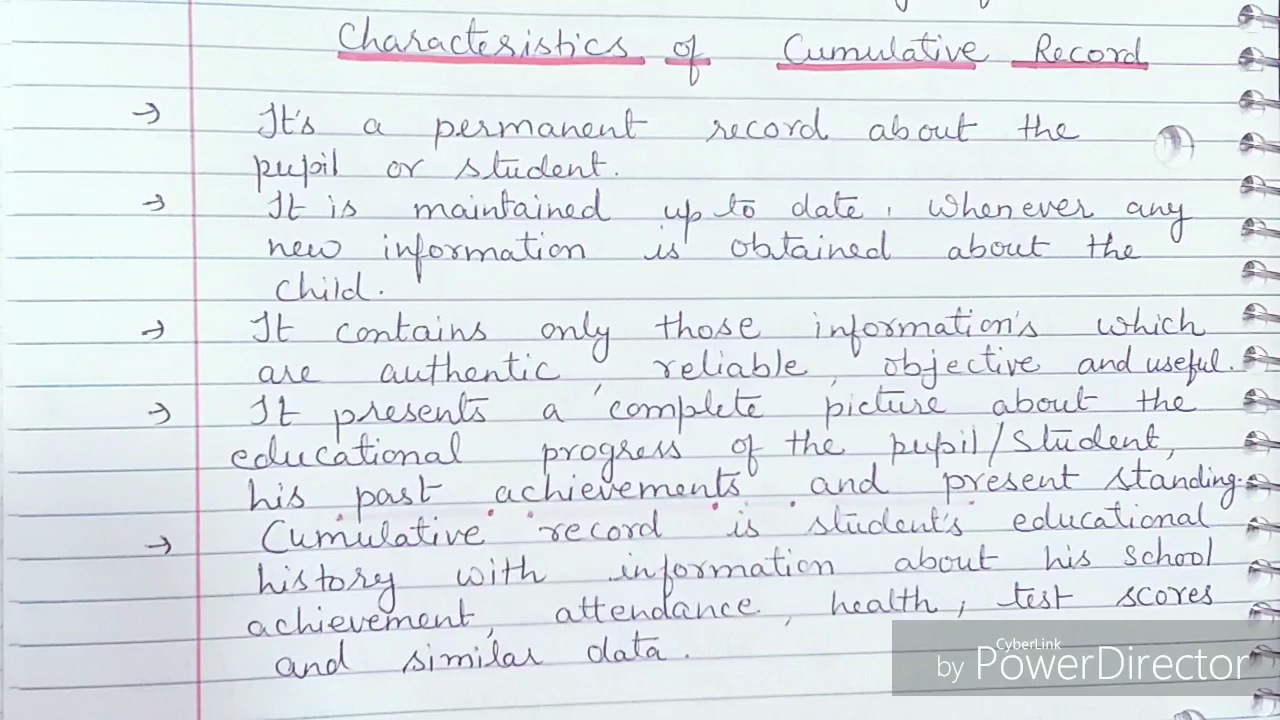 Characteristics of Cumulative Record
→ It's a permanent record about the
pupil or student.
→ It is maintained up to date, whenever any
new information is obtained about the
child.
→ It contains only those information's which
are authentic, reliable, objective and useful.
→ It presents a complete picture about the
educational progress of the pupil/student,
his past achievements and present standing.
→ Cumulative record is student's educational
history with information about his school
achievement, attendance, health, test scores
and similar data.
CyberLink
by PowerDirector